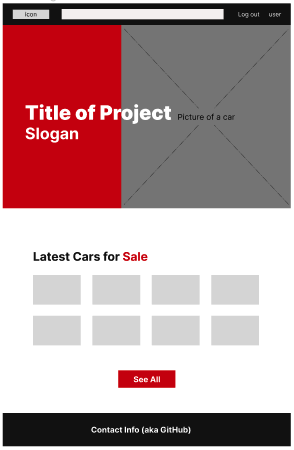 Icon
Log out user
Title of Project
Picture of a car
Slogan
Latest Cars for Sale
See All
Contact Info (aka GitHub)